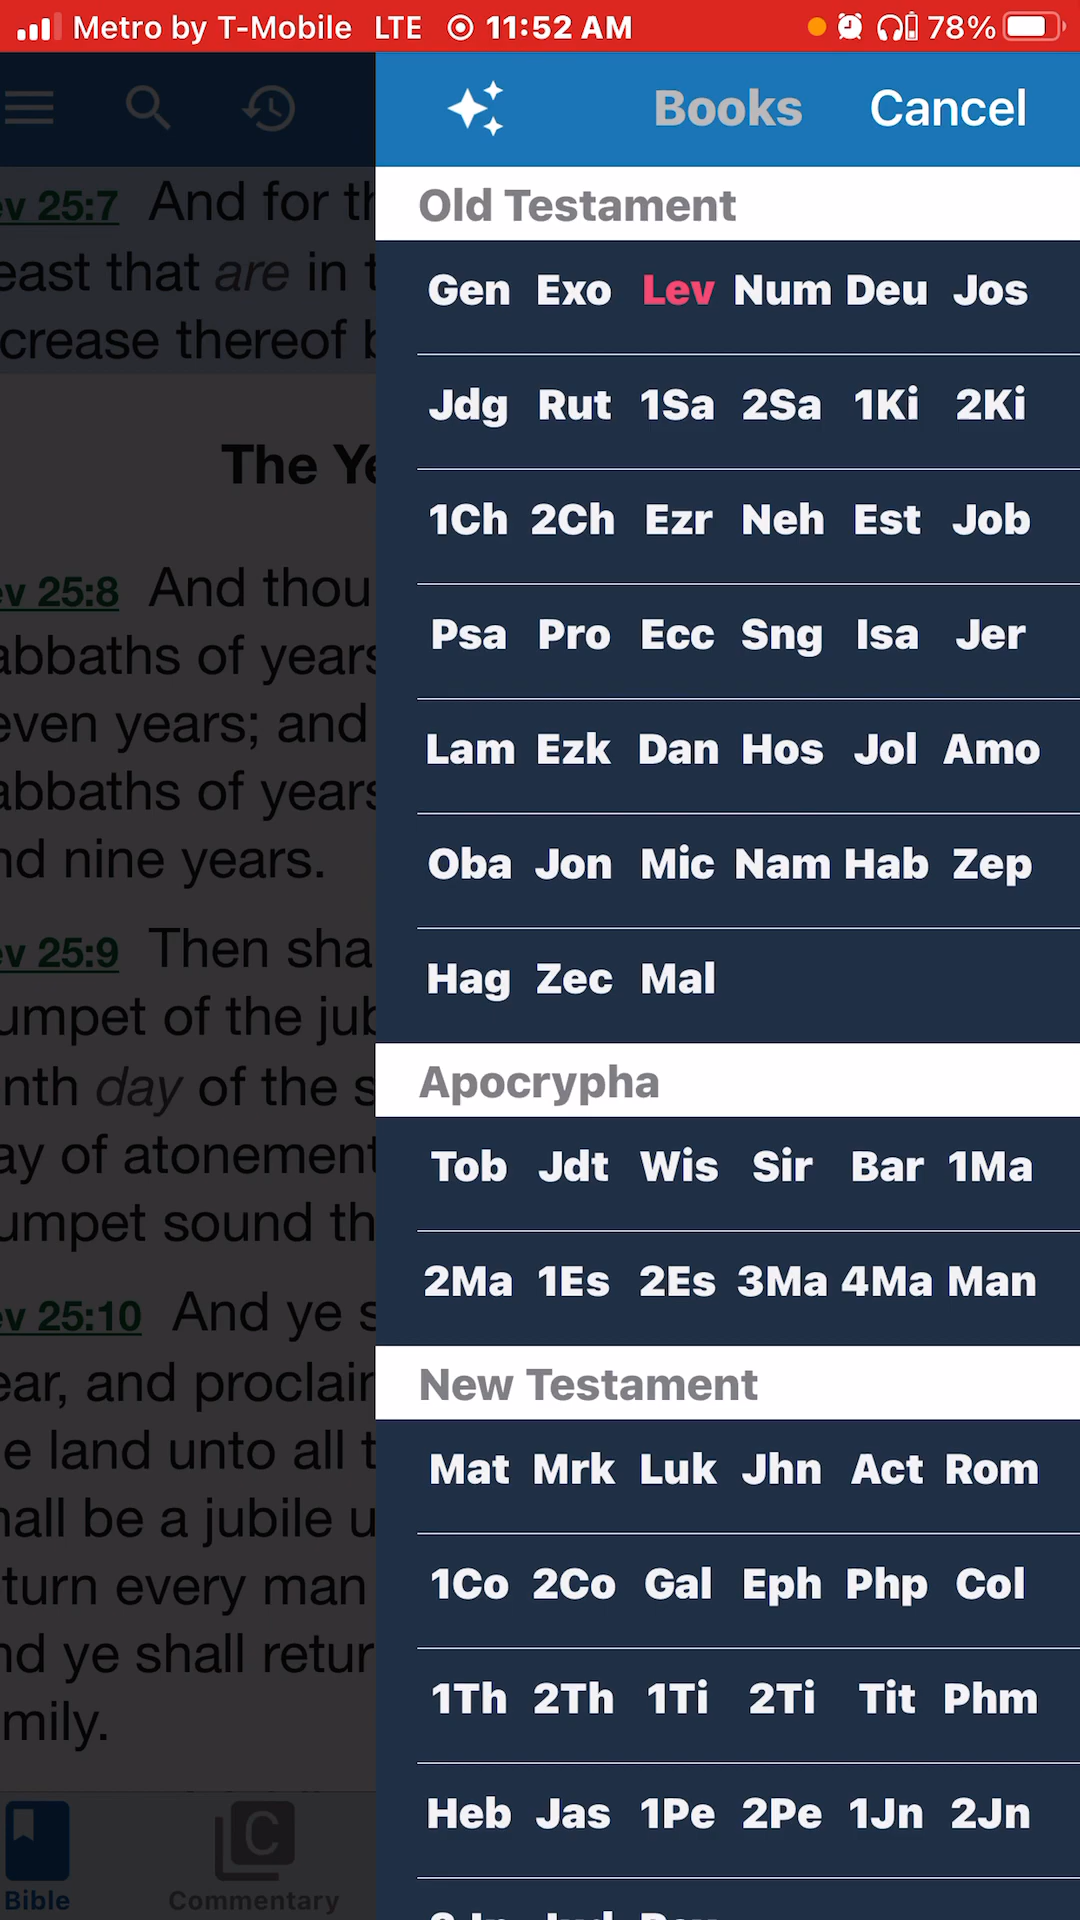 Metro by T-Mobile LTE 11:52 AM 78%
Books Cancel
Old Testament
Gen Exo Lev Num Deu Jos
Jdg Rut 1Sa 2Sa 1Ki 2Ki
1Ch 2Ch Ezr Neh Est Job
Psa Pro Ecc Sng Isa Jer
Lam Ezk Dan Hos Jol Amo
Oba Jon Mic Nam Hab Zep
Hag Zec Mal
Apocrypha
Tob Jdt Wis Sir Bar 1Ma
2Ma 1Es 2Es 3Ma 4Ma Man
New Testament
Mat Mrk Luk Jhn Act Rom
1Co 2Co Gal Eph Php Col
1Th 2Th 1Ti 2Ti Tit Phm
Heb Jas 1Pe 2Pe 1Jn 2Jn
ev 25:7 And for th
east that are in t
crease thereof b
The Ye
ev 25:8 And thou
abbaths of years
even years; and
abbaths of years
nd nine years.
ev 25:9 Then sha
umpet of the jub
nth day of the s
ay of atonement
umpet sound th
ev 25:10 And ye s
ear, and proclair
e land unto all t
hall be a jubile u
turn every man
nd ye shall retur
mily.
Bible
C
Commentary